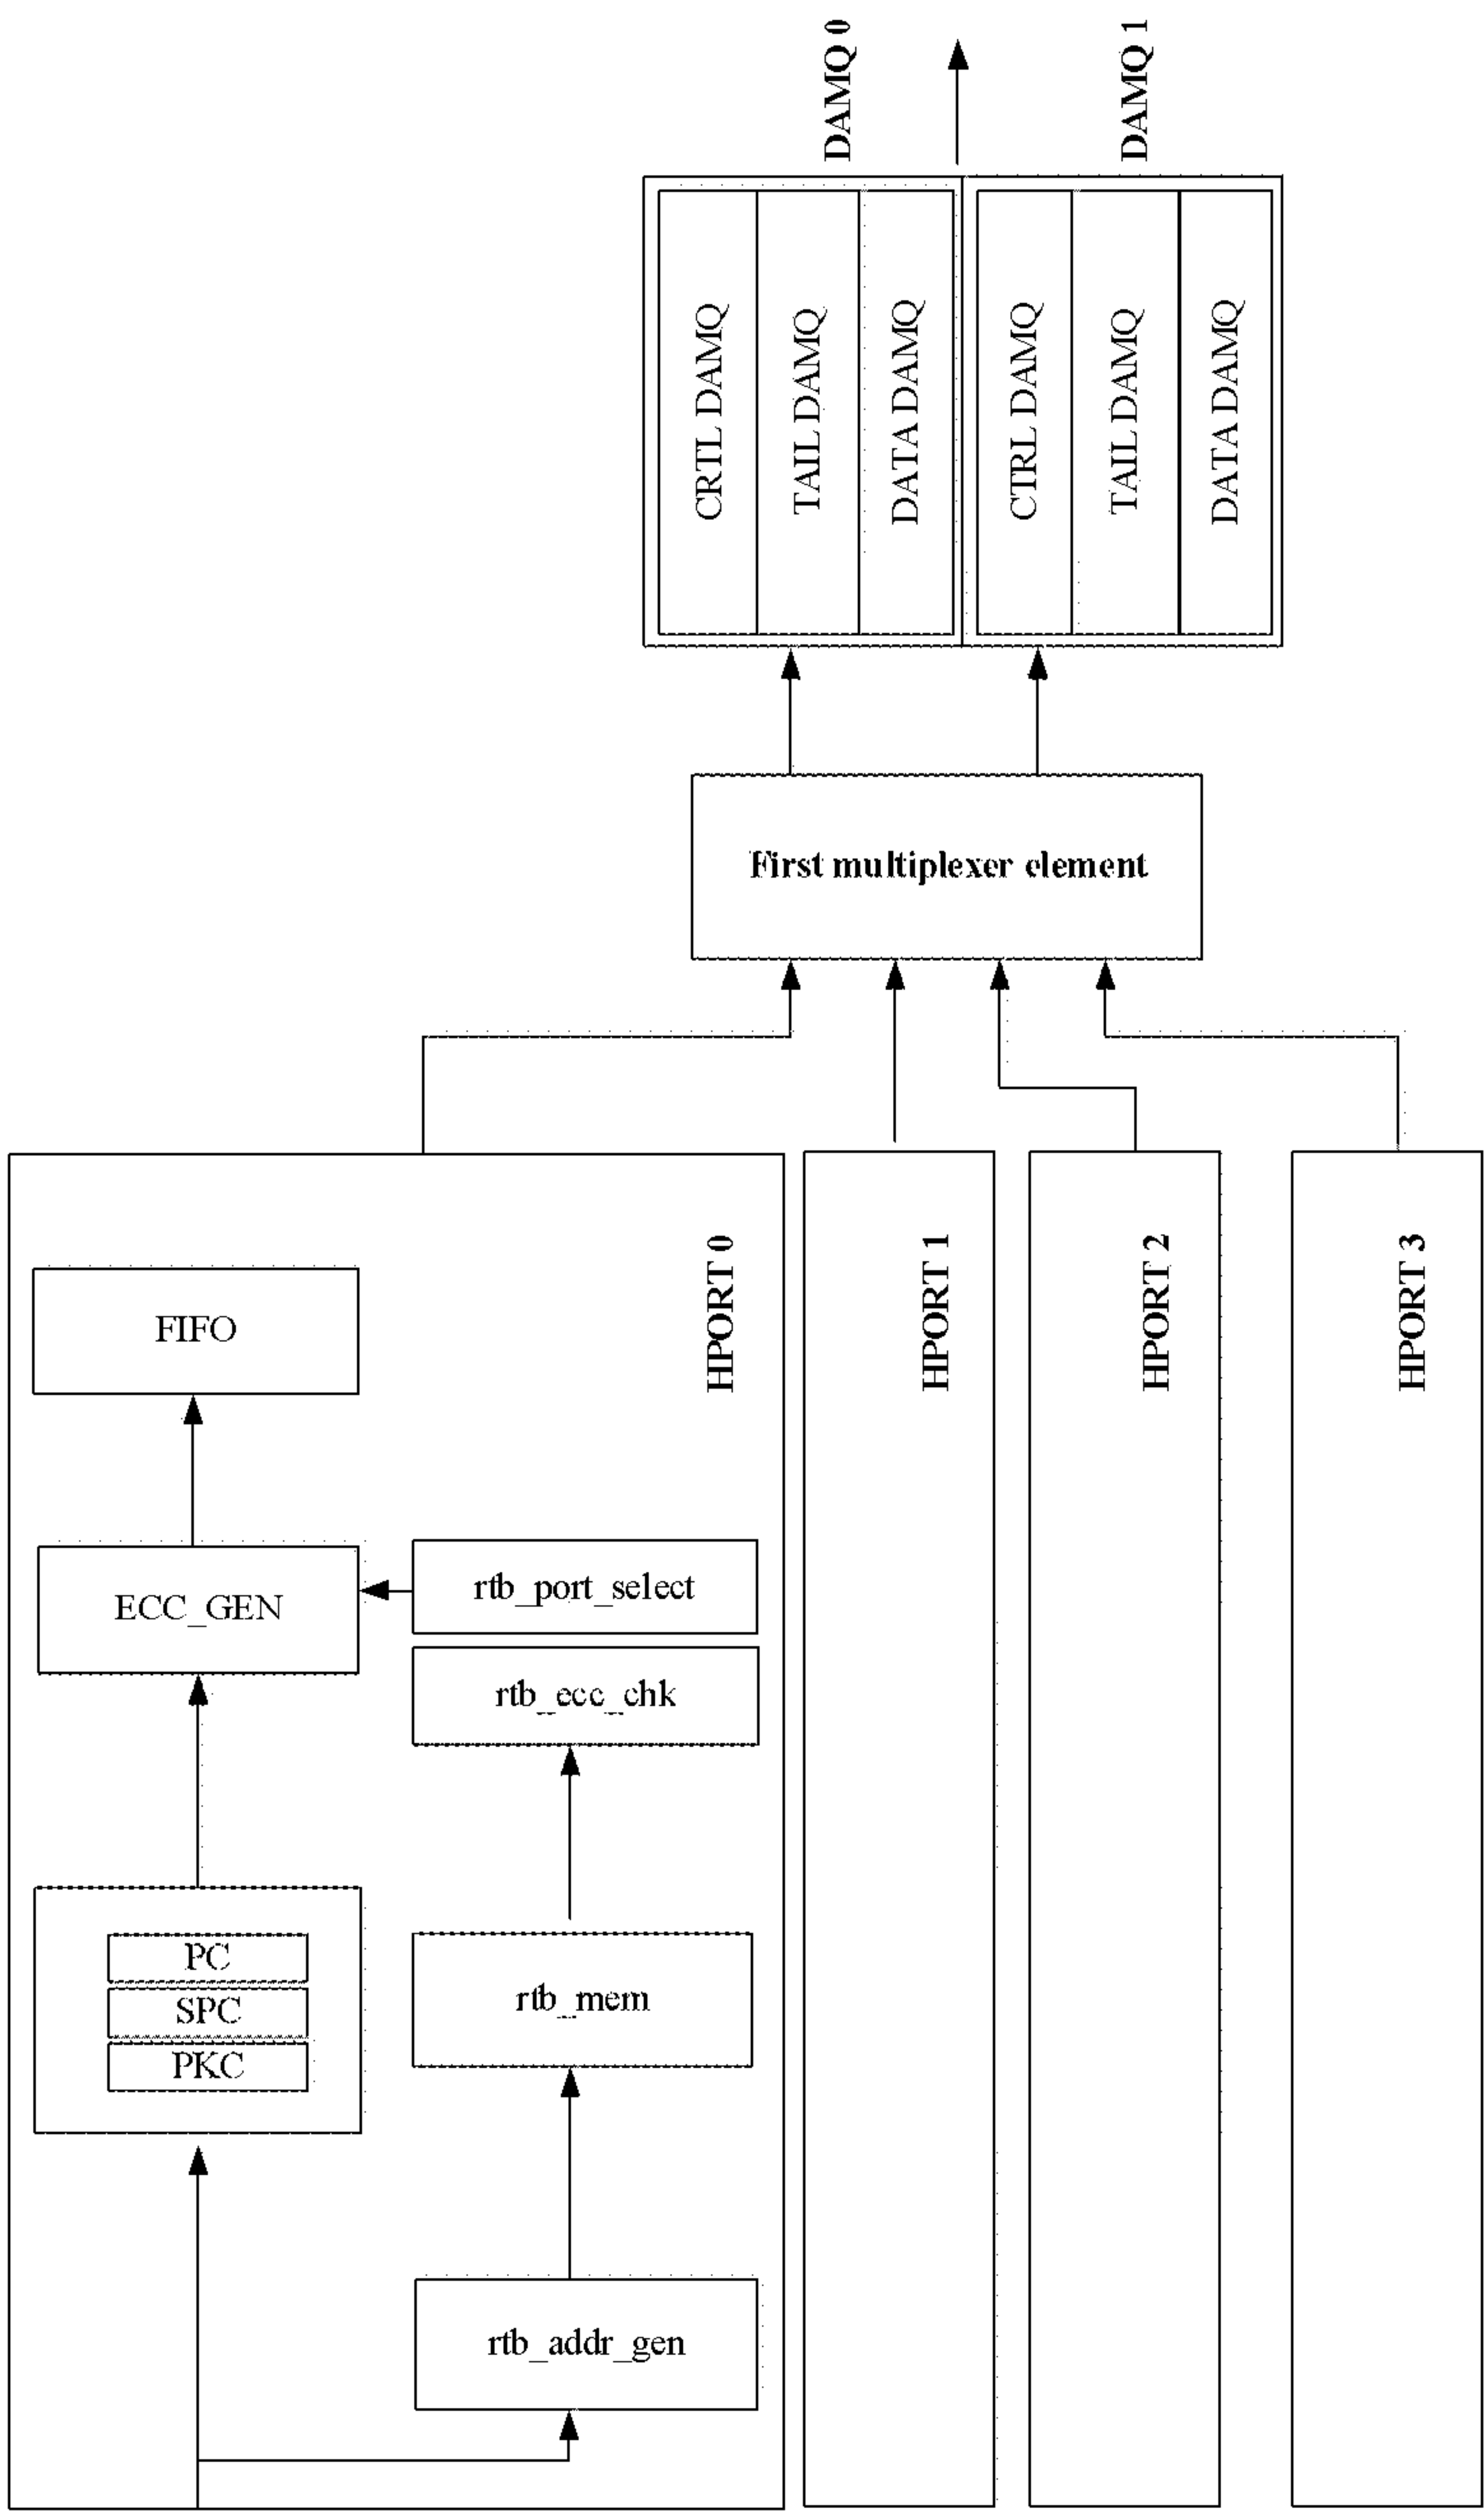 DAMQ 0
DAMQ 1
CRTL DAMQ
TAIL DAMQ
DATA DAMQ
CTRL DAMQ
TAIL DAMQ
DATA DAMQ
First multiplexer element
HPORT 0
HPORT 1
HPORT 2
HPORT 3
FIFO
ECC_GEN
rtb_port_select
rtb_ecc_chk
PC
SPC
PKC
rtb_mem
rtb_addr_gen